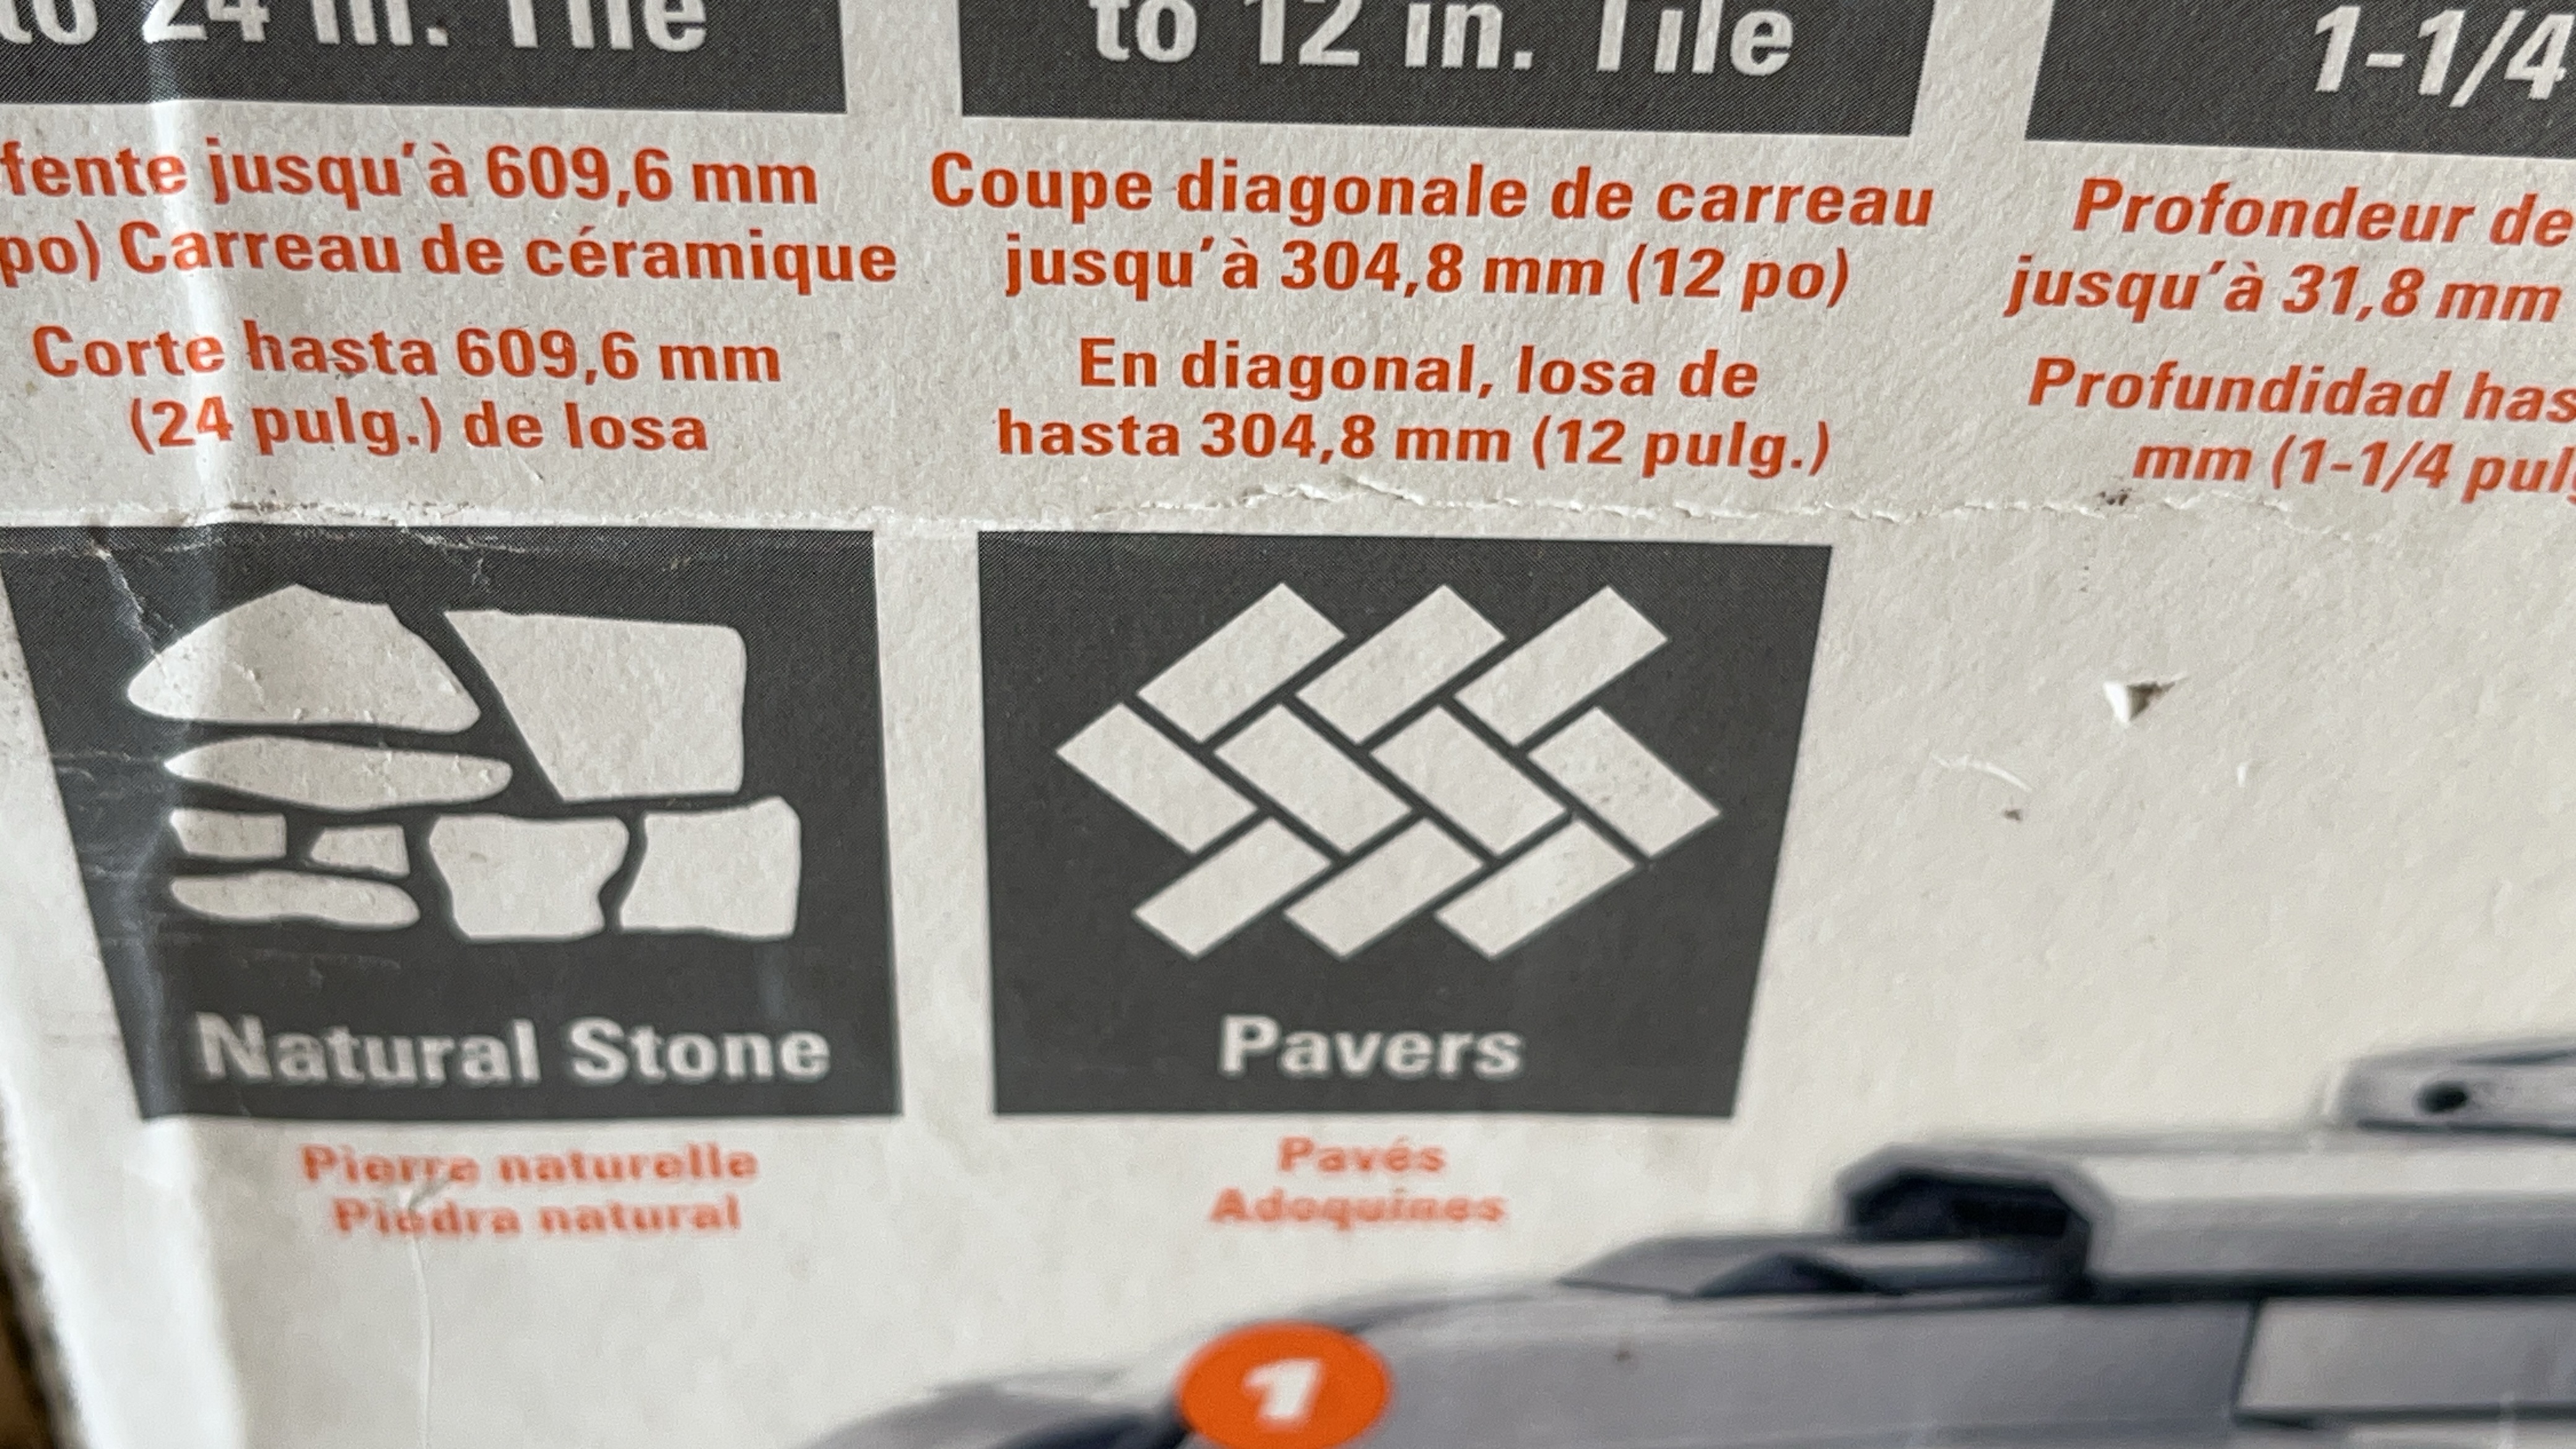 to 24 in. Tile
to 12 in. Tile
1-1/4
fente jusqu'à 609,6 mm
po) Carreau de céramique
Corte hasta 609,6 mm
(24 pulg.) de losa
Coupe diagonale de carreau
jusqu'à 304,8 mm (12 po)
En diagonal, losa de
hasta 304,8 mm (12 pulg.)
Profondeur de
jusqu'à 31,8 mm
Profundidad has
mm (1-1/4 pul
Natural Stone
Pierre naturelle
Piedra natural
Pavers
Pavés
Adoquines
1